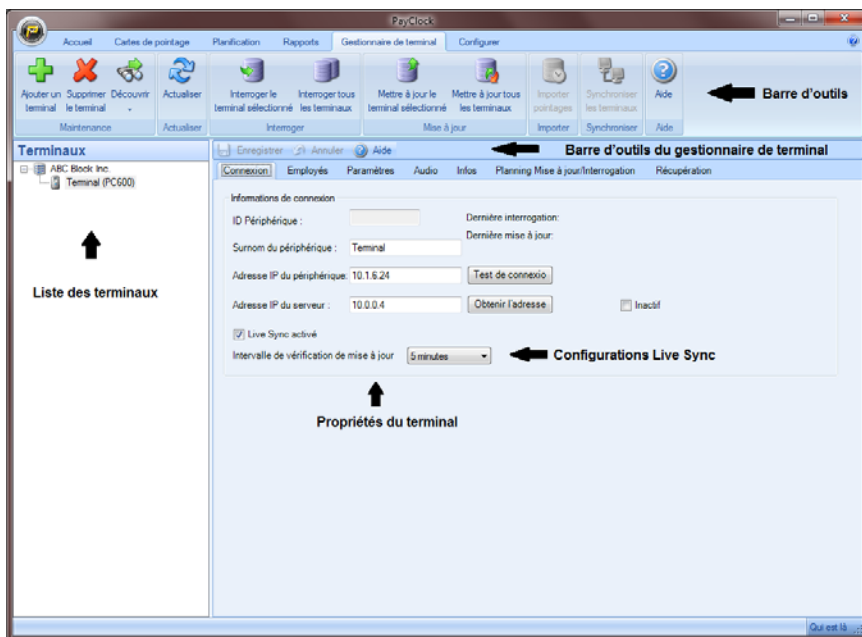 PayClock
Accueil Cartes de pointage Planification Rapports Gestionnaire de terminal Configurer
Ajouter un terminal Supprimer le terminal Découvrir Actualiser Interroger le terminal sélectionné Interroger tous les terminaux Mettre à jour le terminal sélectionné Mettre à jour tous les terminaux Importer pointages Synchroniser les terminaux Aide
Barre d'outils
Maintenance Actualiser Interroger Mise à jour Importer Synchroniser Aide
Terminaux
Enregistrer Annuler Aide
Barre d'outils du gestionnaire de terminal
ABC Block Inc.
Terminal (PC600)
Liste des terminaux
Connexion Employés Paramètres Audio Infos Planning Mise à jour/Interrogation Récupération
Informations de connexion
ID Périphérique :
Dernière interrogation:
Dernière mise à jour:
Surnom du périphérique : Terminal
Adresse IP du périphérique: 10.1.6.24 Test de connexio
Adresse IP du serveur : 10.0.0.4 Obtenir l'adresse Inactif
Live Sync activé
Intervalle de vérification de mise à jour 5 minutes
Configurations Live Sync
Propriétés du terminal
Qui est là